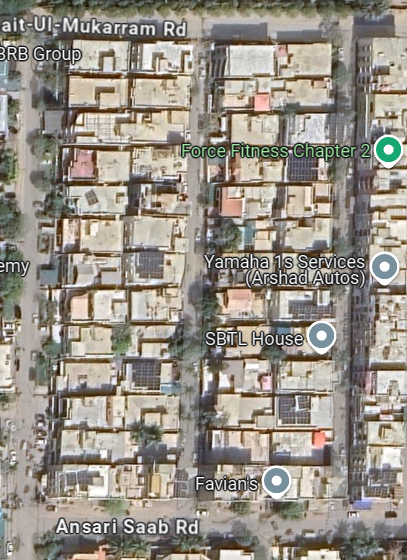 ait-Ul-Mukarram Rd
BRB Group
Force Fitness Chapter 2
Yamaha 1s Services
(Arshad Autos)
emy
SBTL House
Favian's
Ansari Saab Rd